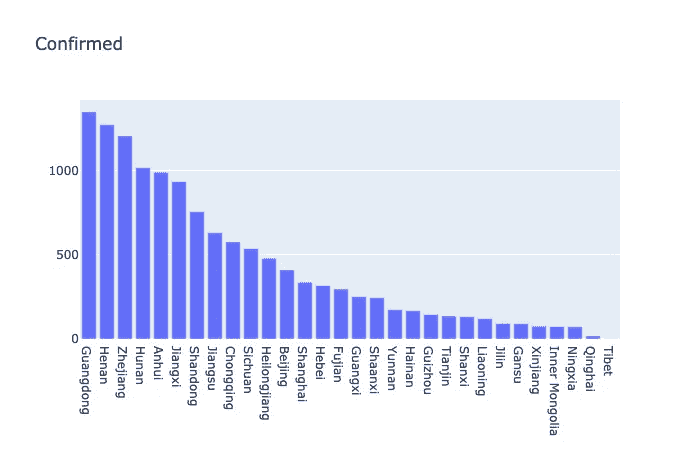 Confirmed
1000
500
0
Guangdong
Henan
Zhejiang
Hunan
Anhui
Jiangxi
Shandong
Jiangsu
Chongqing
Sichuan
Heilongjiang
Beijing
Shanghai
Hebei
Fujian
Guangxi
Shaanxi
Yunnan
Hainan
Guizhou
Tianjin
Shanxi
Liaoning
Jilin
Gansu
Xinjiang
Inner Mongolia
Ningxia
Qinghai
Tibet